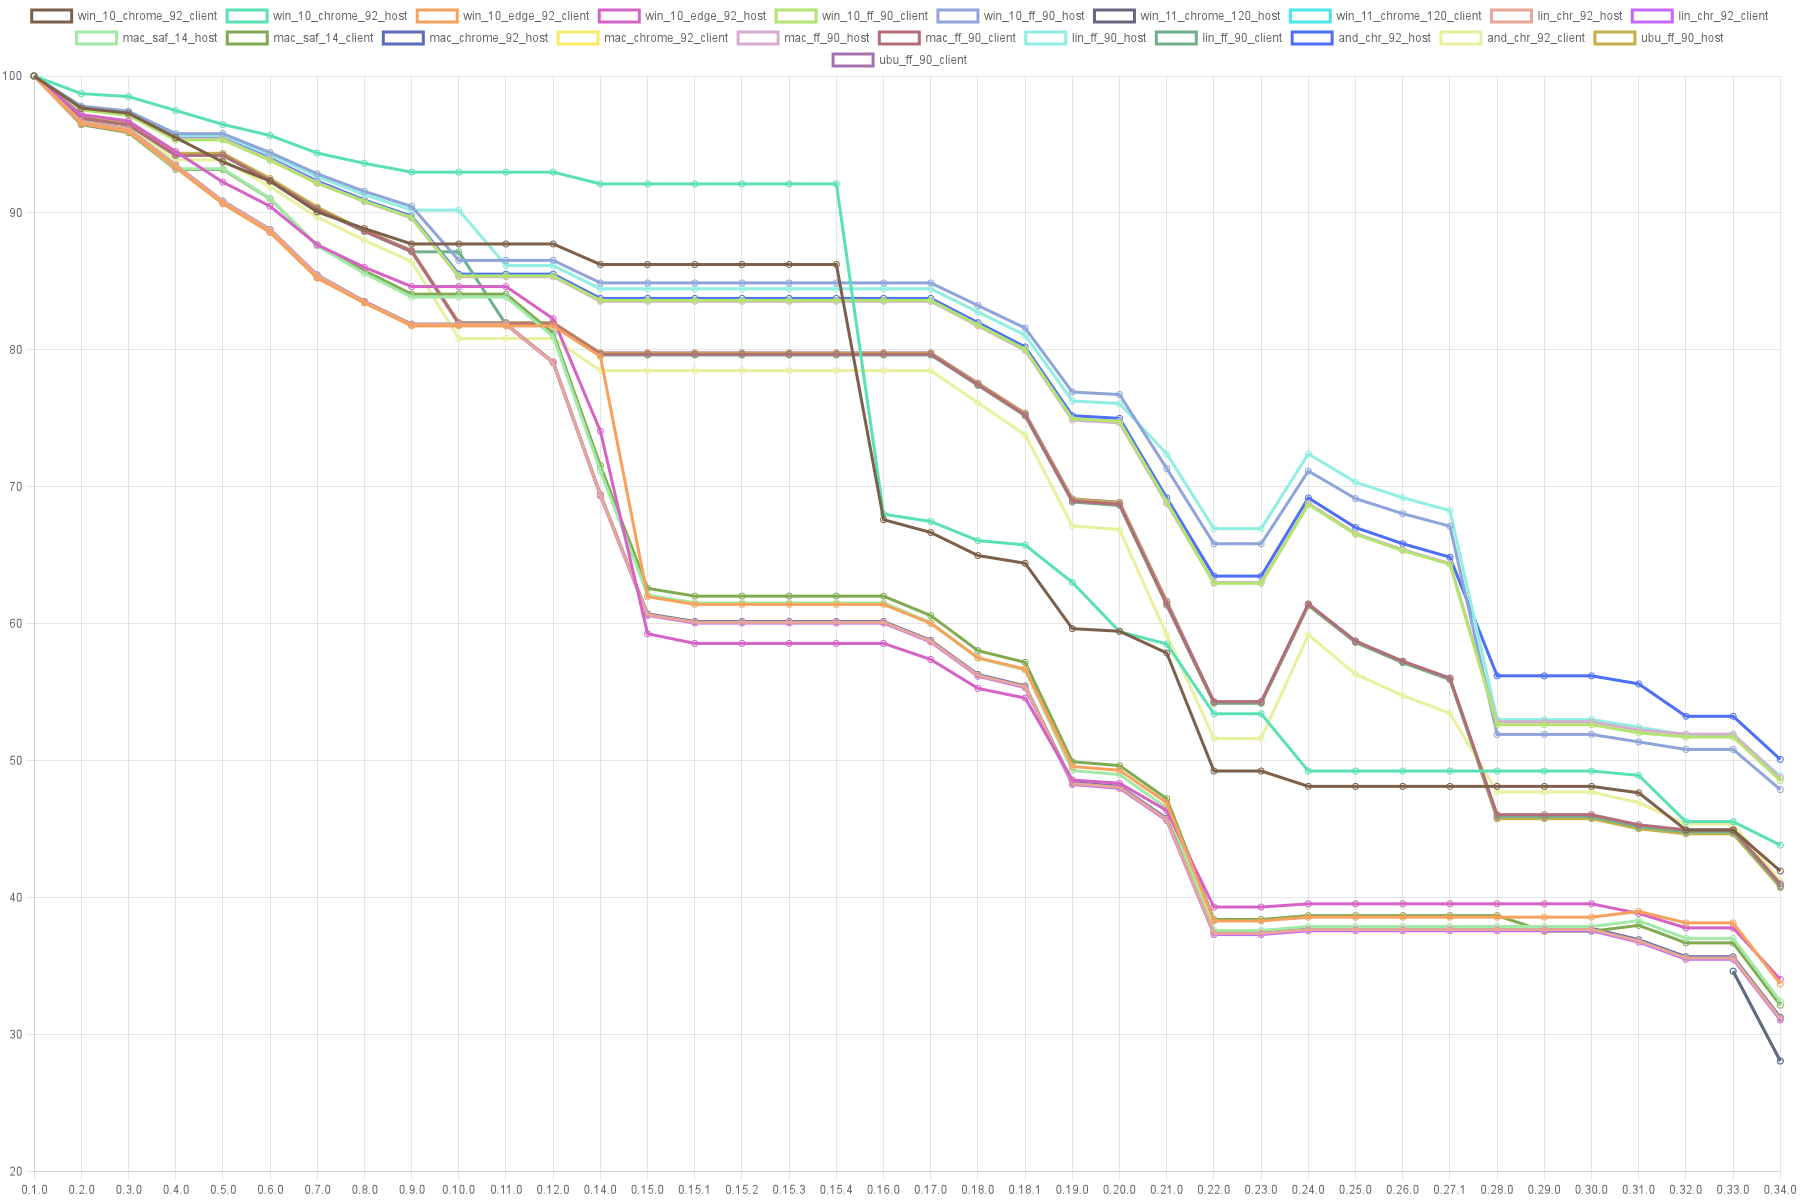 win_10_chrome_92_client win_10_chrome_92_host win_10_edge_92_client win_10_edge_92_host win_10_ff_90_client win_10_ff_90_host win_11_chrome_120_host win_11_chrome_120_client lin_chr_92_host lin_chr_92_client
mac_saf_14_host mac_saf_14_client mac_chrome_92_host mac_chrome_92_client mac_ff_90_host mac_ff_90_client lin_ff_90_host lin_ff_90_client and_chr_92_host and_chr_92_client ubu_ff_90_host
ubu_ff_90_client
100
90
80
70
60
50
40
30
20
0.1.0 0.2.0 0.3.0 0.4.0 0.5.0 0.6.0 0.7.0 0.8.0 0.9.0 0.10.0 0.11.0 0.12.0 0.14.0 0.15.0 0.15.1 0.15.2 0.15.3 0.15.4 0.16.0 0.17.0 0.18.0 0.18.1 0.19.0 0.20.0 0.21.0 0.22.0 0.23.0 0.24.0 0.25.0 0.26.0 0.27.1 0.28.0 0.29.0 0.30.0 0.31.0 0.32.0 0.33.0 0.34.0